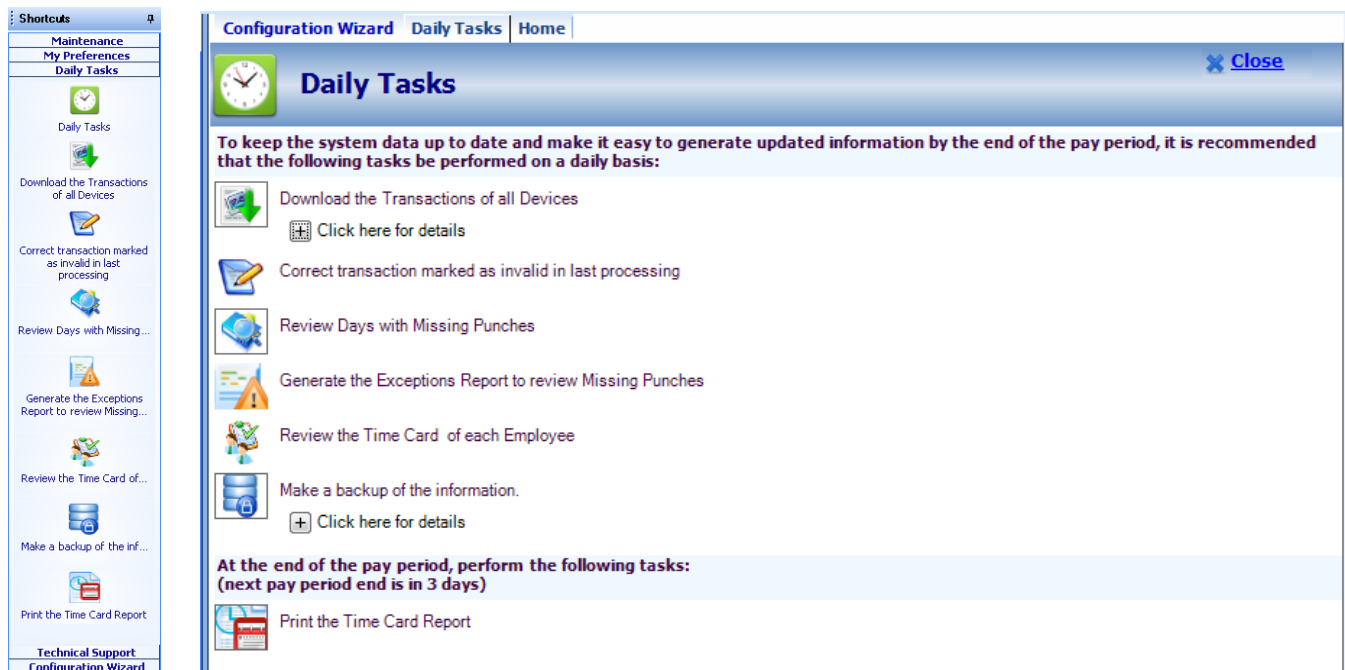 Shortcuts
Maintenance
My Preferences
Daily Tasks
Daily Tasks
Download the Transactions
of all Devices
Correct transaction marked
as invalid in last
processing
Review Days with Missing...
Generate the Exceptions
Report to review Missing...
Review the Time Card of...
Make a backup of the inf...
Print the Time Card Report
Technical Support
Configuration Wizard
Configuration Wizard Daily Tasks Home
Daily Tasks
Close
To keep the system data up to date and make it easy to generate updated information by the end of the pay period, it is recommended
that the following tasks be performed on a daily basis:
Download the Transactions of all Devices
Click here for details
Correct transaction marked as invalid in last processing
Review Days with Missing Punches
Generate the Exceptions Report to review Missing Punches
Review the Time Card of each Employee
Make a backup of the information.
Click here for details
At the end of the pay period, perform the following tasks:
(next pay period end is in 3 days)
Print the Time Card Report